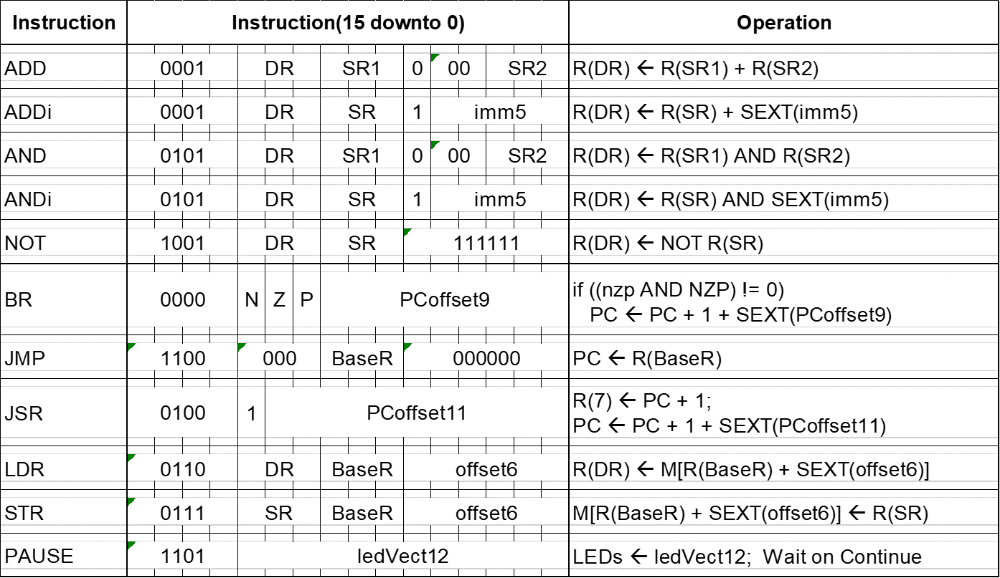 Instruction Instruction(15 downto 0) Operation
ADD 0001 DR SR1 0 00 SR2 R(DR) ← R(SR1) + R(SR2)
ADDi 0001 DR SR 1 imm5 R(DR) ← R(SR) + SEXT(imm5)
AND 0101 DR SR1 0 00 SR2 R(DR) ← R(SR1) AND R(SR2)
ANDi 0101 DR SR 1 imm5 R(DR) ← R(SR) AND SEXT(imm5)
NOT 1001 DR SR 111111 R(DR) ← NOT R(SR)
BR 0000 N Z P PCoffset9 if ((nzp AND NZP) != 0)
PC ← PC + 1 + SEXT(PCoffset9)
JMP 1100 000 BaseR 000000 PC ← R(BaseR)
JSR 0100 1 PCoffset11 R(7) ← PC + 1;
PC ← PC + 1 + SEXT(PCoffset11)
LDR 0110 DR BaseR offset6 R(DR) ← M[R(BaseR) + SEXT(offset6)]
STR 0111 SR BaseR offset6 M[R(BaseR) + SEXT(offset6)] ← R(SR)
PAUSE 1101 ledVect12 LEDs ← ledVect12; Wait on Continue